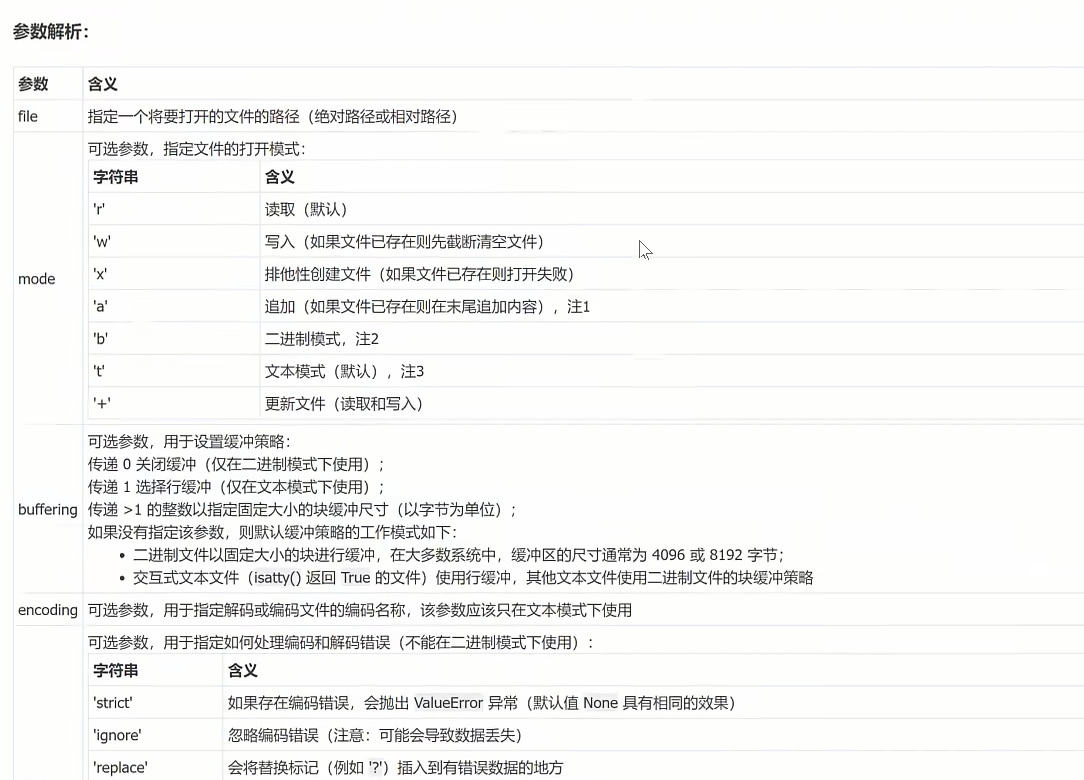 参数解析：
参数 含义
file 指定一个将要打开的文件的路径（绝对路径或相对路径）
可选参数，指定文件的打开模式：
字符串 含义
'r' 读取（默认）
'w' 写入（如果文件已存在则先截断清空文件）
mode
'x' 排他性创建文件（如果文件已存在则打开失败）
'a' 追加（如果文件已存在则在末尾追加内容），注1
'b' 二进制模式，注2
't' 文本模式（默认），注3
'+' 更新文件（读取和写入）
可选参数，用于设置缓冲策略：
传递 0 关闭缓冲（仅在二进制模式下使用）；
传递 1 选择行缓冲（仅在文本模式下使用）；
buffering 传递 >1 的整数以指定固定大小的块缓冲尺寸（以字节为单位）；
如果没有指定该参数，则默认缓冲策略的工作模式如下：
• 二进制文件以固定大小的块进行缓冲，在大多数系统中，缓冲区的尺寸通常为 4096 或 8192 字节；
• 交互式文本文件（isatty() 返回 True 的文件）使用行缓冲，其他文本文件使用二进制文件的块缓冲策略
encoding 可选参数，用于指定解码或编码文件的编码名称，该参数应该只在文本模式下使用
可选参数，用于指定如何处理编码和解码错误（不能在二进制模式下使用）：
字符串 含义
'strict' 如果存在编码错误，会抛出 ValueError 异常（默认值 None 具有相同的效果）
'ignore' 忽略编码错误（注意：可能会导致数据丢失）
'replace' 会将替换标记（例如 '?'）插入到有错误数据的地方